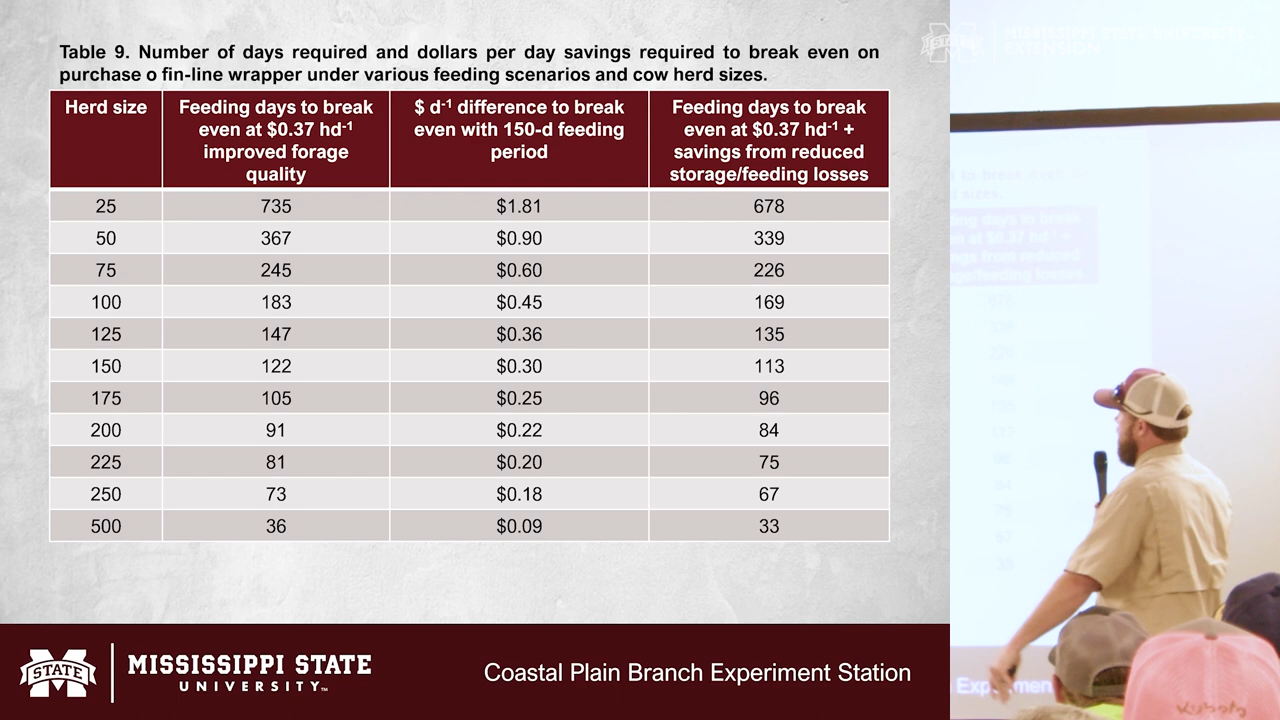 Table 9. Number of days required and dollars per day savings required to break even on
purchase o fin-line wrapper under various feeding scenarios and cow herd sizes.
Herd size
Feeding days to break
even at $0.37 hd-1
improved forage
quality
$ d-1 difference to break
even with 150-d feeding
period
Feeding days to break
even at $0.37 hd-1 +
savings from reduced
storage/feeding losses
25 735 $1.81 678
50 367 $0.90 339
75 245 $0.60 226
100 183 $0.45 169
125 147 $0.36 135
150 122 $0.30 113
175 105 $0.25 96
200 91 $0.22 84
225 81 $0.20 75
250 73 $0.18 67
500 36 $0.09 33
STATE
MISSISSIPPI STATE
UNIVERSITY™
Coastal Plain Branch Experiment Station
MISSISSIPPI STATE UNIVERSITY
EXTENSION
Kubota